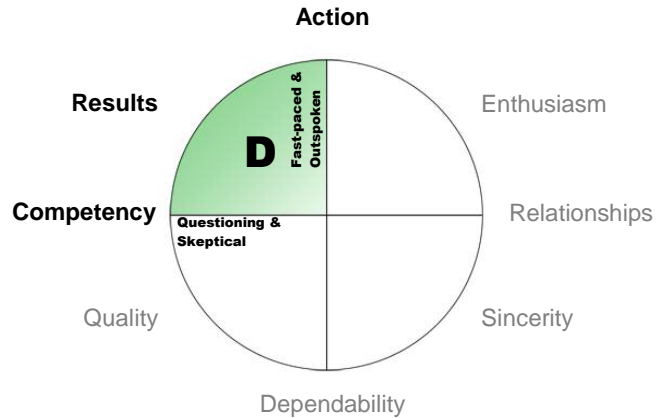 Action
Results
Enthusiasm
Fast-paced &
Outspoken
D
Competency
Relationships
Questioning &
Skeptical
Quality
Sincerity
Dependability